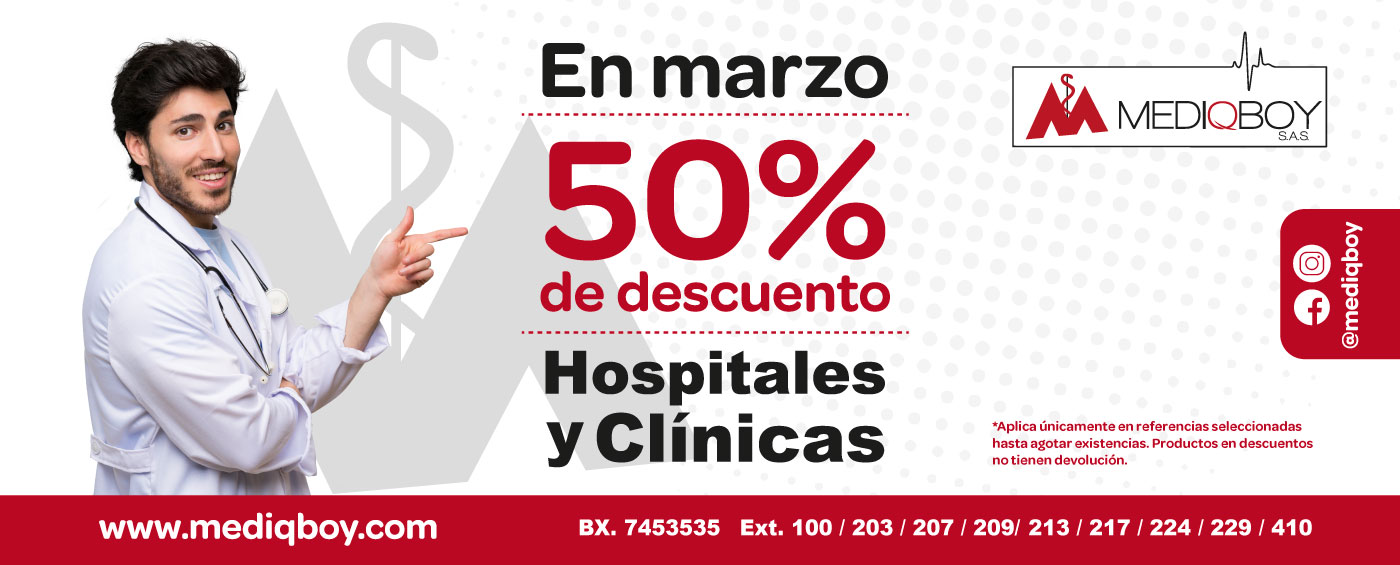 En marzo
50%
de descuento
Hospitales
y Clínicas
MEDIQBOY
S.A.S.
@mediqboy
*Aplica únicamente en referencias seleccionadas
hasta agotar existencias. Productos en descuentos
no tienen devolución.
www.mediqboy.com
BX. 7453535 Ext. 100 / 203 / 207 / 209/ 213 / 217 / 224 / 229 / 410